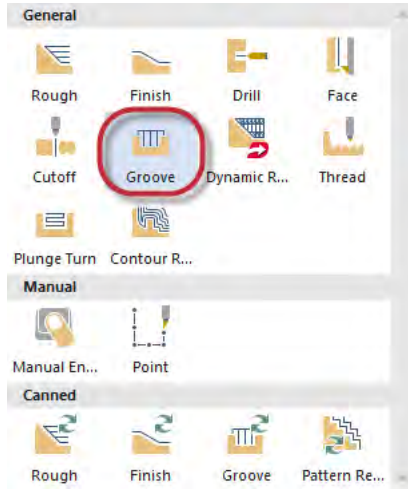 General
Rough Finish Drill Face
Cutoff Groove Dynamic R... Thread
Plunge Turn Contour R...
Manual
Manual En... Point
Canned
Rough Finish Groove Pattern Re...